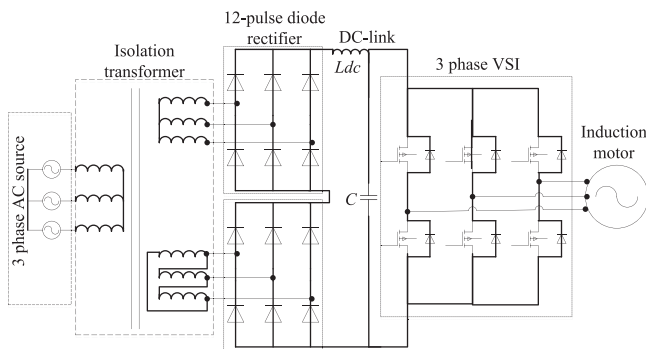 12-pulse diode
rectifier
DC-link
Isolation
transformer
Ldc
3 phase VSI
Induction
motor
3 phase AC source
C